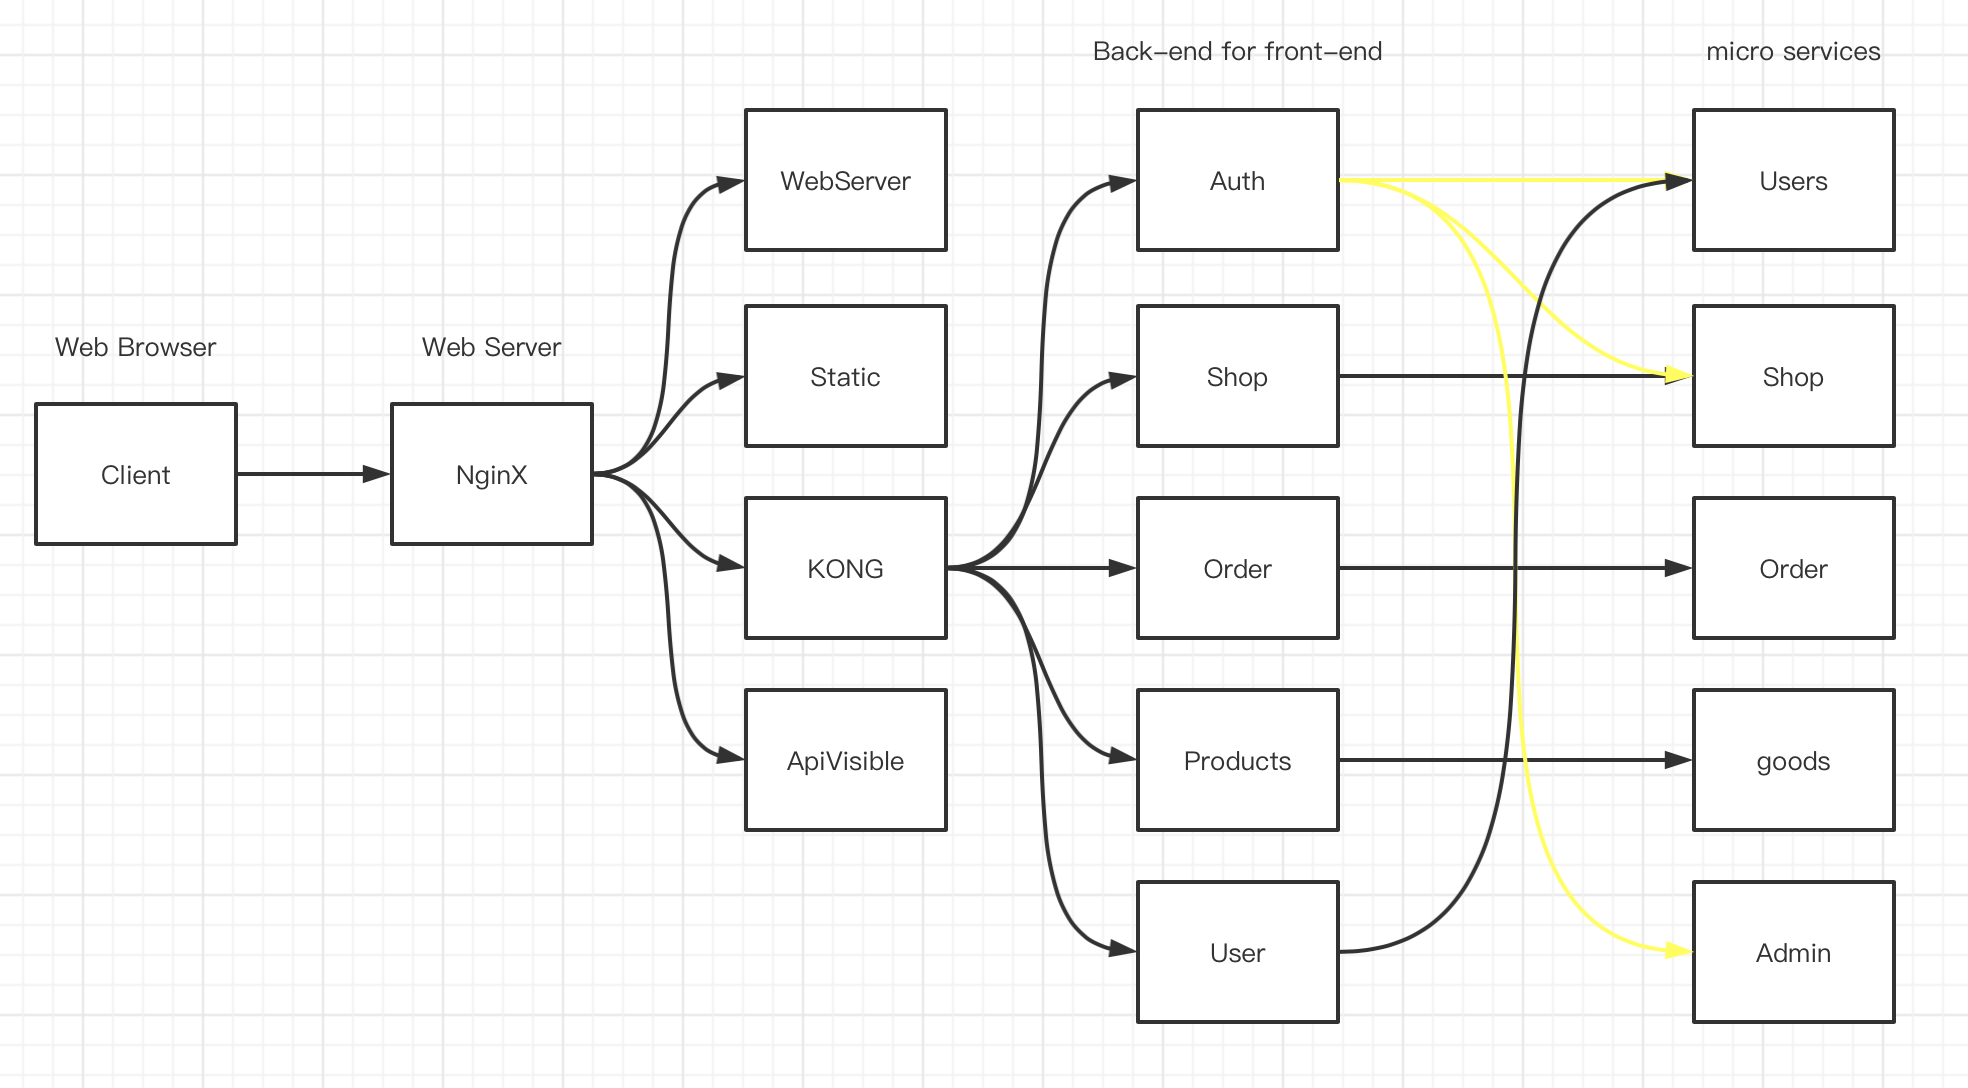 Back-end for front-end
micro services
WebServer
Auth
Users
Web Browser
Web Server
Static
Shop
Shop
Client
NginX
KONG
Order
Order
ApiVisible
Products
goods
User
Admin